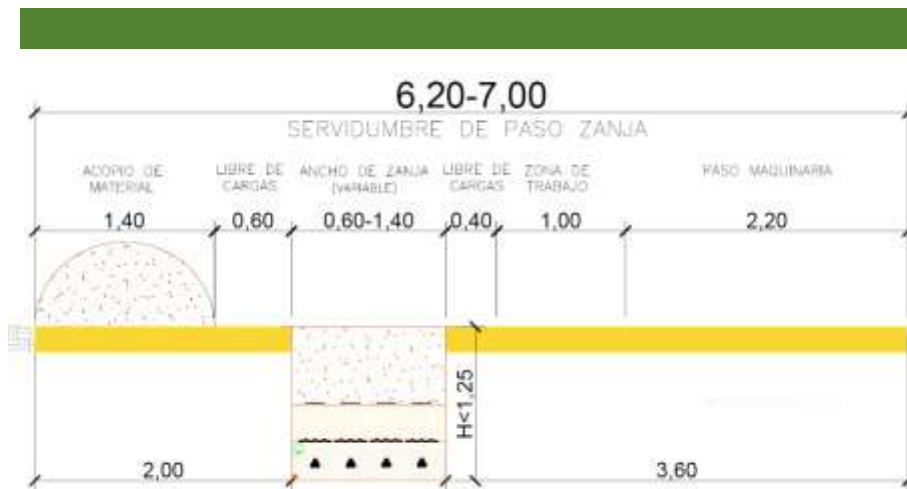 6,20-7,00
SERVIDUMBRE DE PASO ZANJA
ACOPIO DE MATERIAL
LIBRE DE CARGAS
ANCHO DE ZANJA (VARIABLE)
LIBRE DE CARGAS
ZONA DE TRABAJO
PASO MAQUINARIA
1,40
0,60
0,60-1,40
0,40
1,00
2,20
H<1,25
2,00
3,60